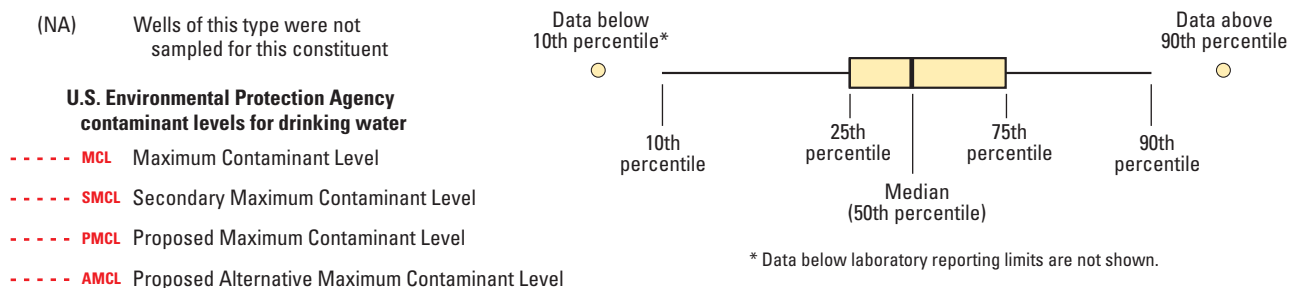 (NA) Wells of this type were not
sampled for this constituent
U.S. Environmental Protection Agency
contaminant levels for drinking water
- - - - - MCL Maximum Contaminant Level
- - - - - SMCL Secondary Maximum Contaminant Level
- - - - - PMCL Proposed Maximum Contaminant Level
- - - - - AMCL Proposed Alternative Maximum Contaminant Level
Data below
10th percentile*
Data above
90th percentile
10th
percentile
25th
percentile
75th
percentile
90th
percentile
Median
(50th percentile)
* Data below laboratory reporting limits are not shown.